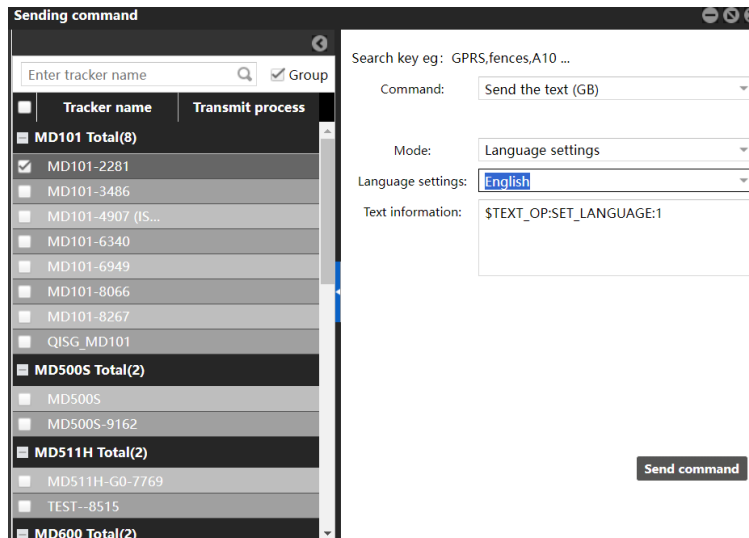 Sending command
Enter tracker name
Group
Tracker name
Transmit process
MD101 Total(8)
MD101-2281
MD101-3486
MD101-4907 (IS...
MD101-6340
MD101-6949
MD101-8066
MD101-8267
QISG_MD101
MD500S Total(2)
MD500S
MD500S-9162
MD511H Total(2)
MD511H-G0-7769
TEST--8515
MD600 Total(2)
Search key eg: GPRS,fences,A10 ...
Command: Send the text (GB)
Mode: Language settings
Language settings: English
Text information: $TEXT_OP:SET_LANGUAGE:1
Send command